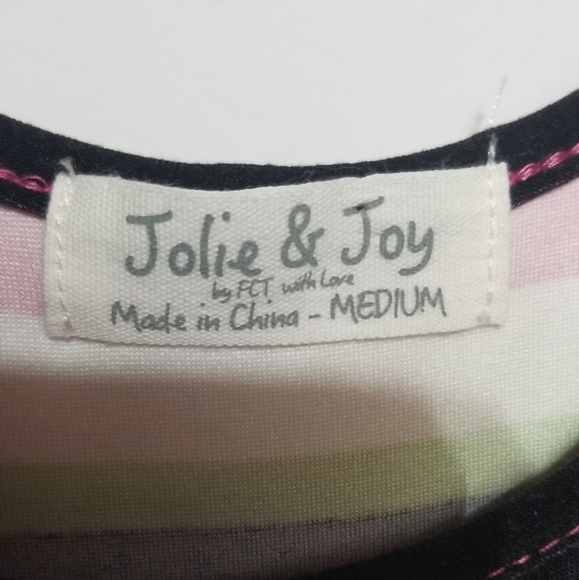 Jolie & Joy
by FCT with Love
Made in China - MEDIUM